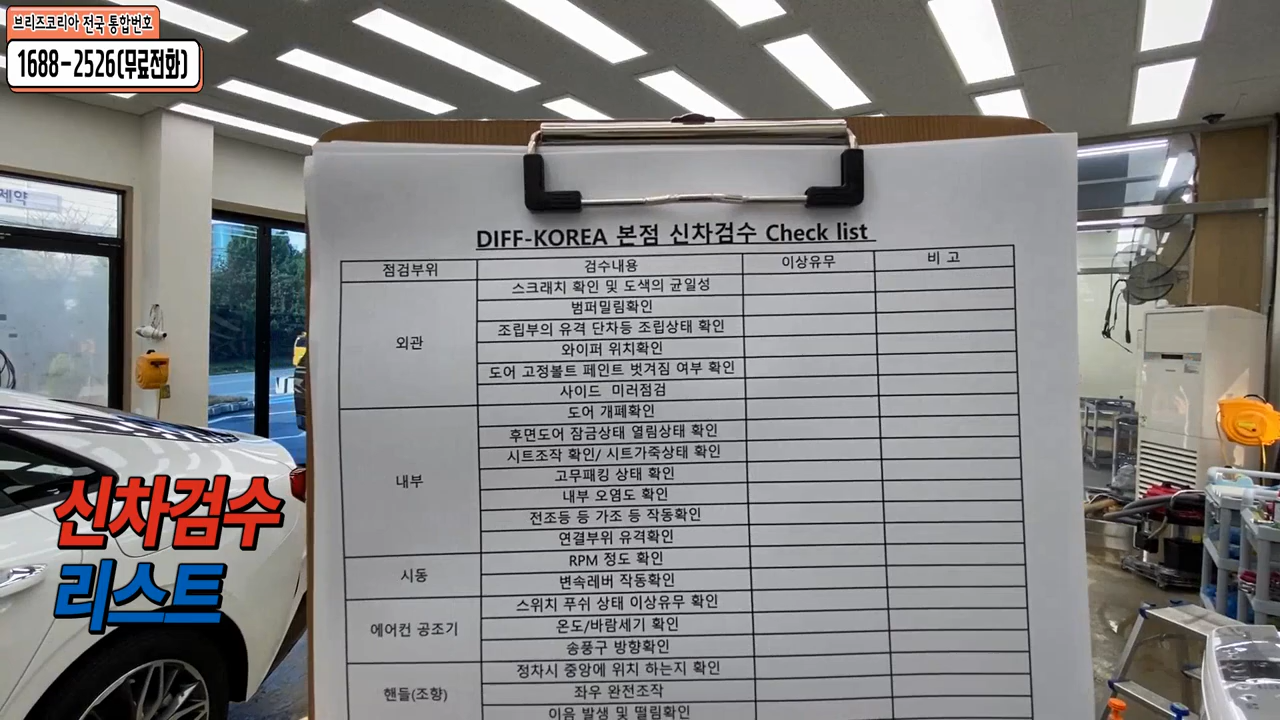 브리즈코리아 전국 통합번호
1688-2526(무료전화)
제약
DIFF-KOREA 본점 신차검수 Check list
점검부위 검수내용 이상유무 비 고
외관
스크래치 확인 및 도색의 균일성
범퍼밀림확인
조립부의 유격 단차등 조립상태 확인
와이퍼 위치확인
도어 고정볼트 페인트 벗겨짐 여부 확인
사이드 미러점검
내부
도어 개폐확인
후면도어 잠금상태 열림상태 확인
시트조작 확인/ 시트가죽상태 확인
고무패킹 상태 확인
내부 오염도 확인
전조등 등 가조 등 작동확인
연결부위 유격확인
시동
RPM 정도 확인
변속레버 작동확인
에어컨 공조기
스위치 푸쉬 상태 이상유무 확인
온도/바람세기 확인
송풍구 방향확인
핸들(조향)
정차시 중앙에 위치 하는지 확인
좌우 완전조작
이음 발생 및 떨림확인
신차검수
리스트